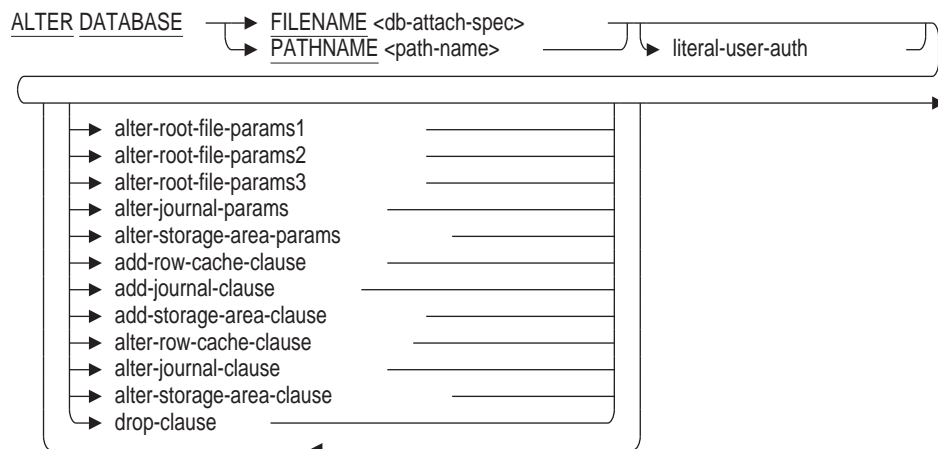 ALTER DATABASE FILENAME <db-attach-spec>
PATHNAME <path-name> literal-user-auth
alter-root-file-params1
alter-root-file-params2
alter-root-file-params3
alter-journal-params
alter-storage-area-params
add-row-cache-clause
add-journal-clause
add-storage-area-clause
alter-row-cache-clause
alter-journal-clause
alter-storage-area-clause
drop-clause